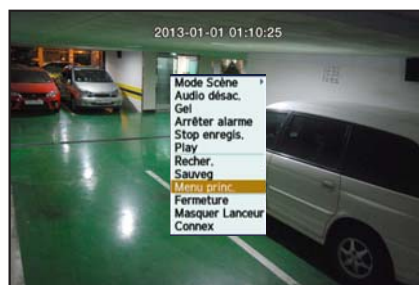 2013-01-01 01:10:25
Mode Scène
Audio désac.
Gel
Arrêter alarme
Stop enregis.
Play
Recher.
Sauveg
Menu princ.
Fermeture
Masquer Lanceur
Connex